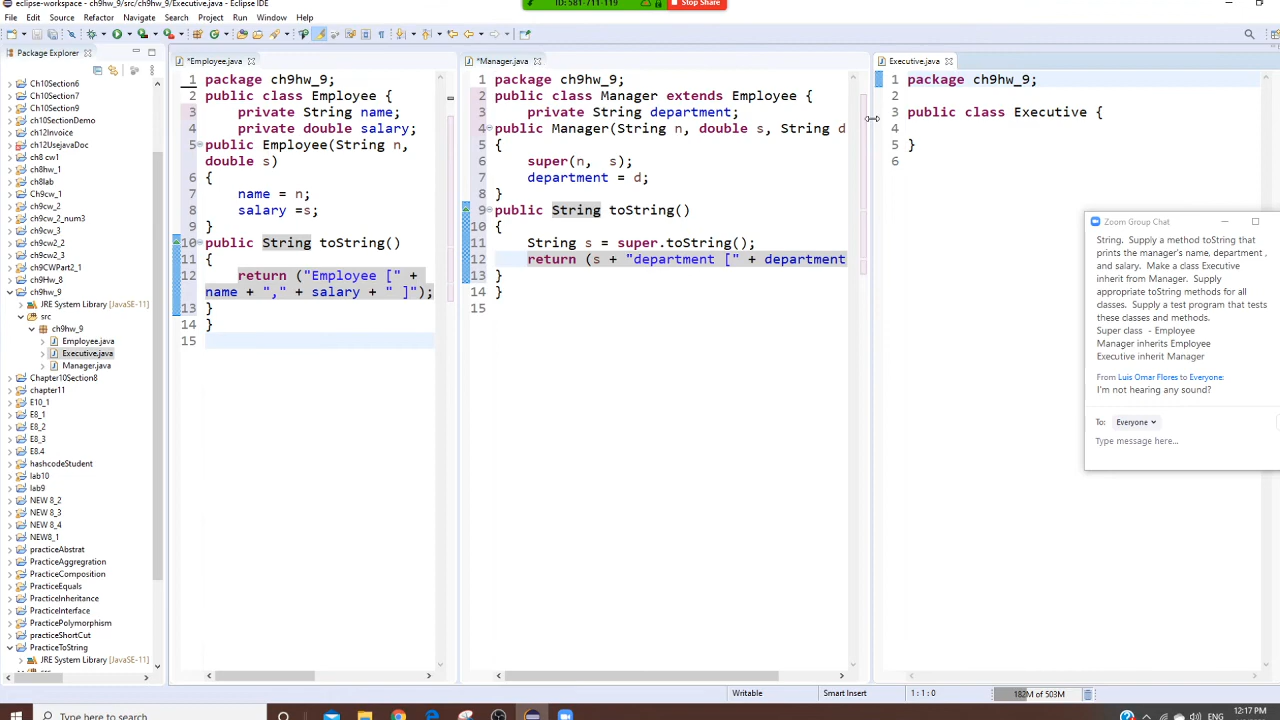 eclipse-workspace - ch9hw_9/src/ch9hw_9/Executive.java - Eclipse IDE
ID: 581-711-119
Stop Share
File Edit Source Refactor Navigate Search Project Run Window Help
Package Explorer
Ch10Section6
Ch10Section7
Ch10Section9
Ch10SectionDemo
ch12Invoice
ch12UsejavaDoc
ch8 cw1
ch8hw_1
ch8lab
ch9cw_1
ch9cw_2
ch9cw_2_num3
ch9cw_3
ch9cw2_2
ch9cw2_3
ch9CWPart2_1
ch9Hw_8
ch9hw_9
JRE System Library [JavaSE-11]
src
ch9hw_9
Employee.java
Executive.java
Manager.java
Chapter10Section8
chapter11
E10_1
E8_1
E8_2
E8_3
E8.4
hashcodeStudent
lab10
lab9
NEW 8_2
NEW 8_3
NEW 8_4
NEW8_1
practiceAbstrat
PracticeAggregration
PracticeComposition
PracticeEquals
PracticeInheritance
PracticeInterface
PracticePolymorphism
practiceShortCut
PracticeToString
JRE System Library [JavaSE-11]
*Employee.java
1 package ch9hw_9;
2 public class Employee {
3 private String name;
4 private double salary;
5 public Employee(String n,
double s)
6 {
7 name = n;
8 salary =s;
9 }
10 public String toString()
11 {
12 return ("Employee [" +
name + "," + salary + " ]");
13 }
14 }
15
*Manager.java
1 package ch9hw_9;
2 public class Manager extends Employee {
3 private String department;
4 public Manager(String n, double s, String d
5 {
6 super(n, s);
7 department = d;
8 }
9 public String toString()
10 {
11 String s = super.toString();
12 return (s + "department [" + department
13 }
14 }
15
Executive.java
1 package ch9hw_9;
2
3 public class Executive {
4
5 }
6
Zoom Group Chat
String. Supply a method toString that
prints the manager's name, department ,
and salary. Make a class Executive
inherit from Manager. Supply
appropriate toString methods for all
classes. Supply a test program that tests
these classes and methods.
Super class - Employee
Manager inherits Employee
Executive inherit Manager
From Luis Omar Flores to Everyone:
I'm not hearing any sound?
To: Everyone
Type message here...
Writable Smart Insert 1 : 1 : 0 182M of 503M
Type here to search
ENG 12:17 PM